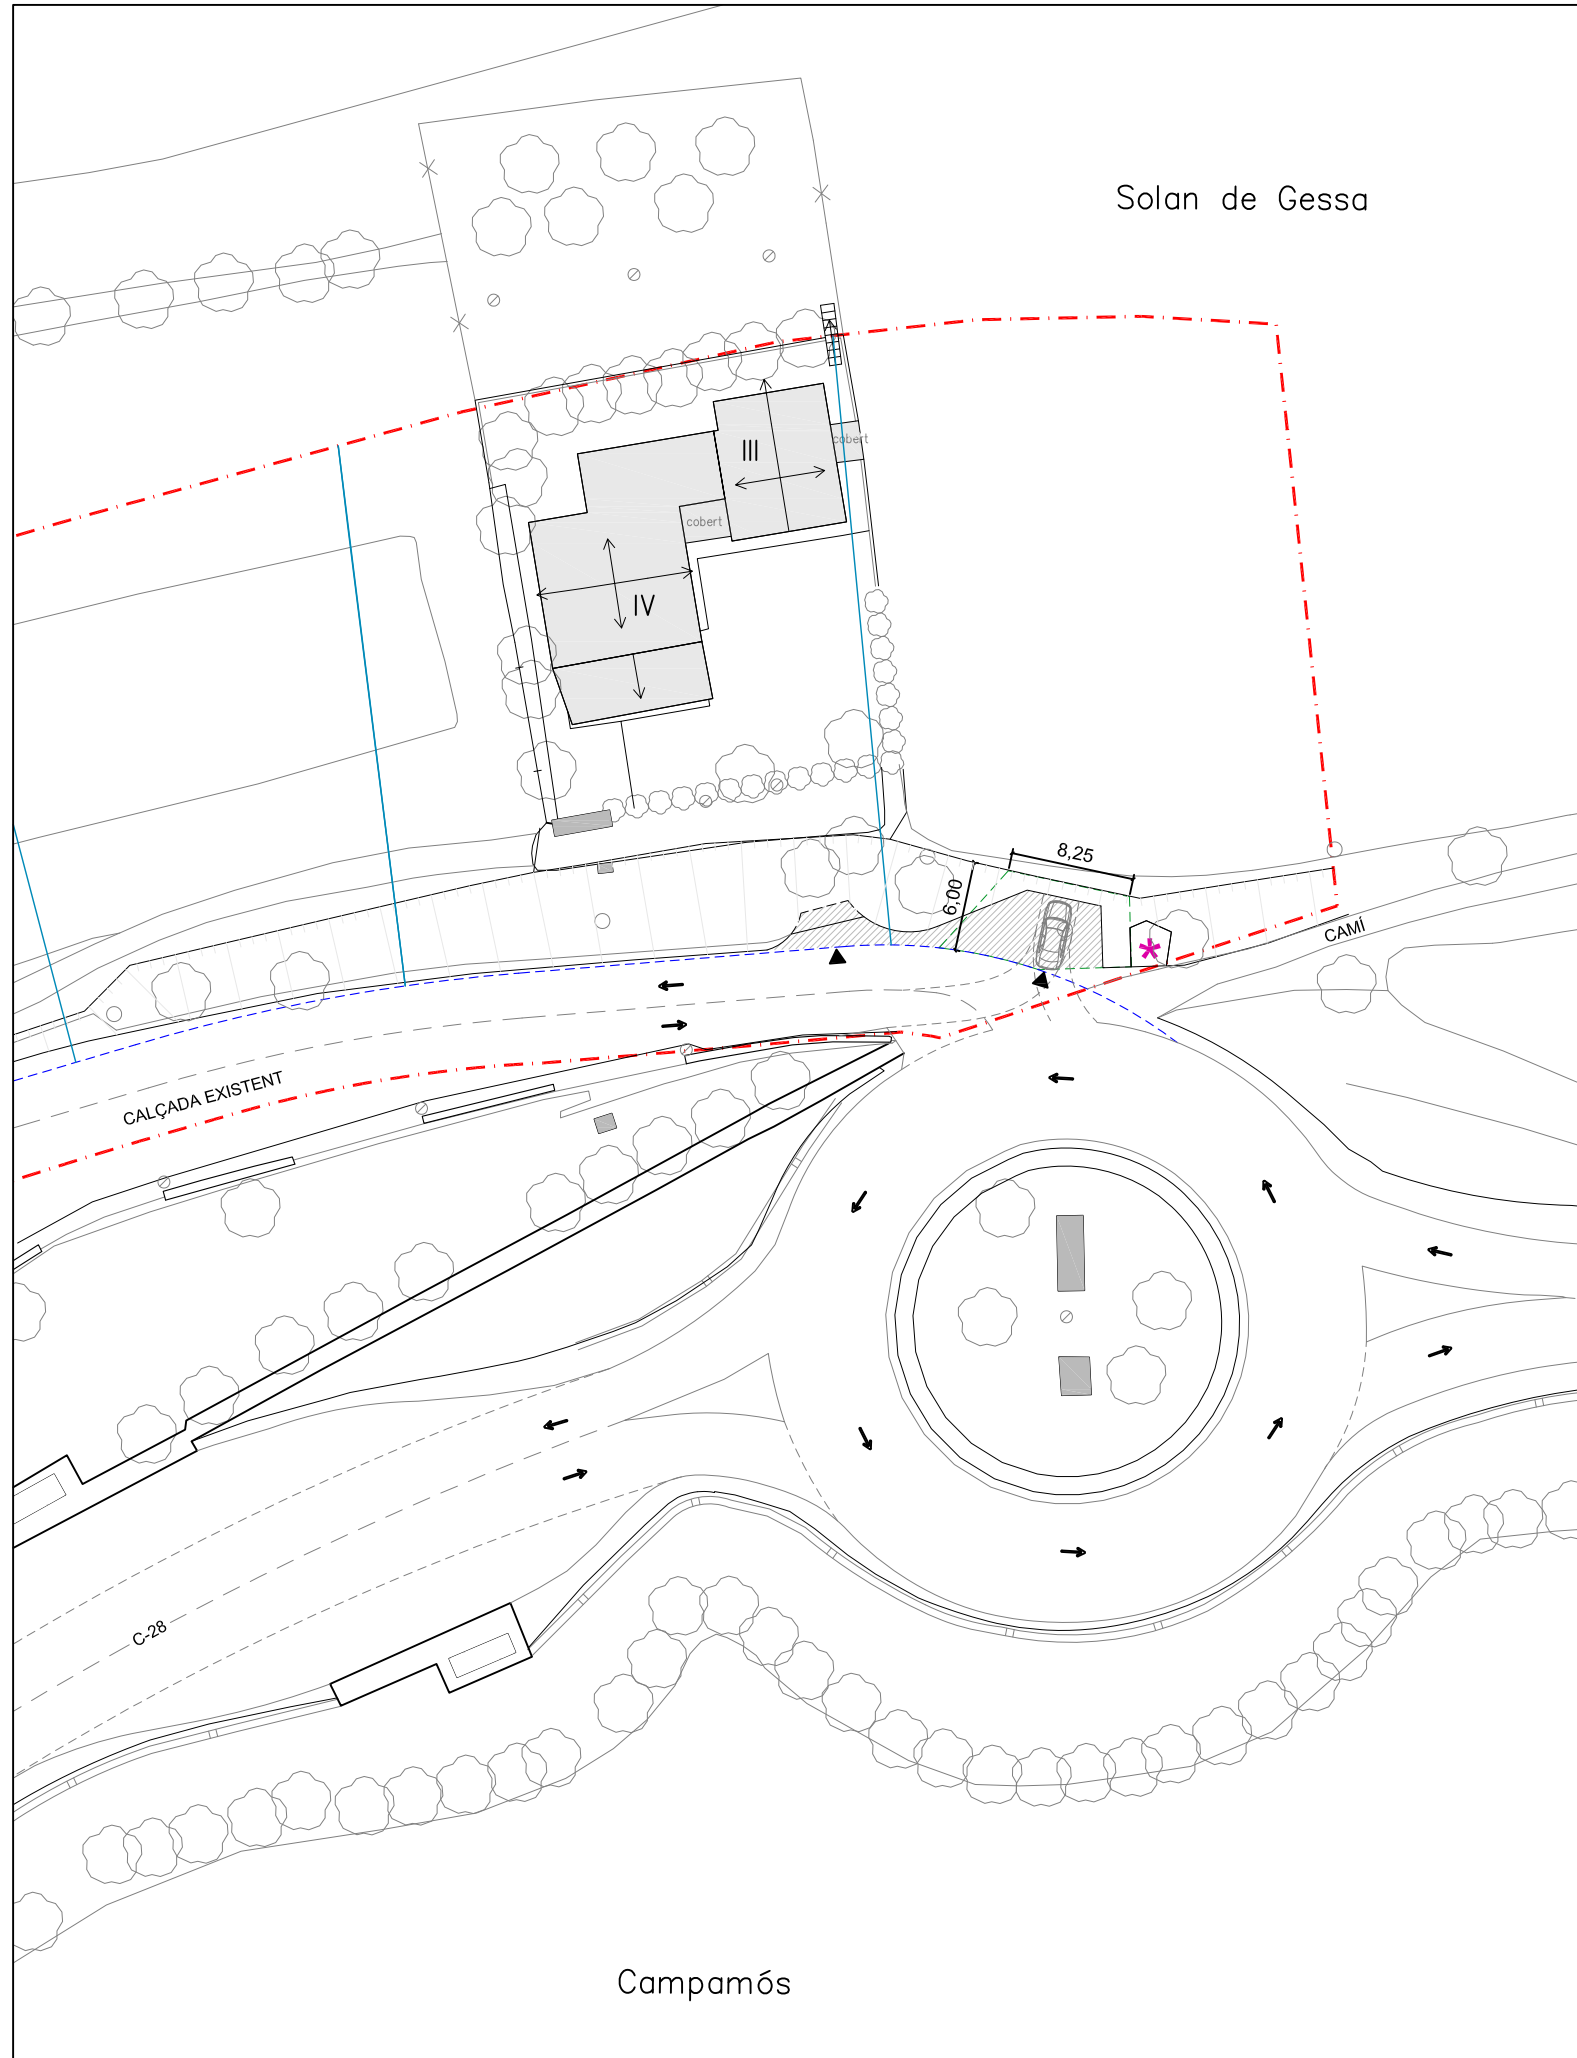 Solan de Gessa
cobert
III
cobert
IV
8,25
6,00
CAMÍ
*
CALÇADA EXISTENT
C-28
Campamós